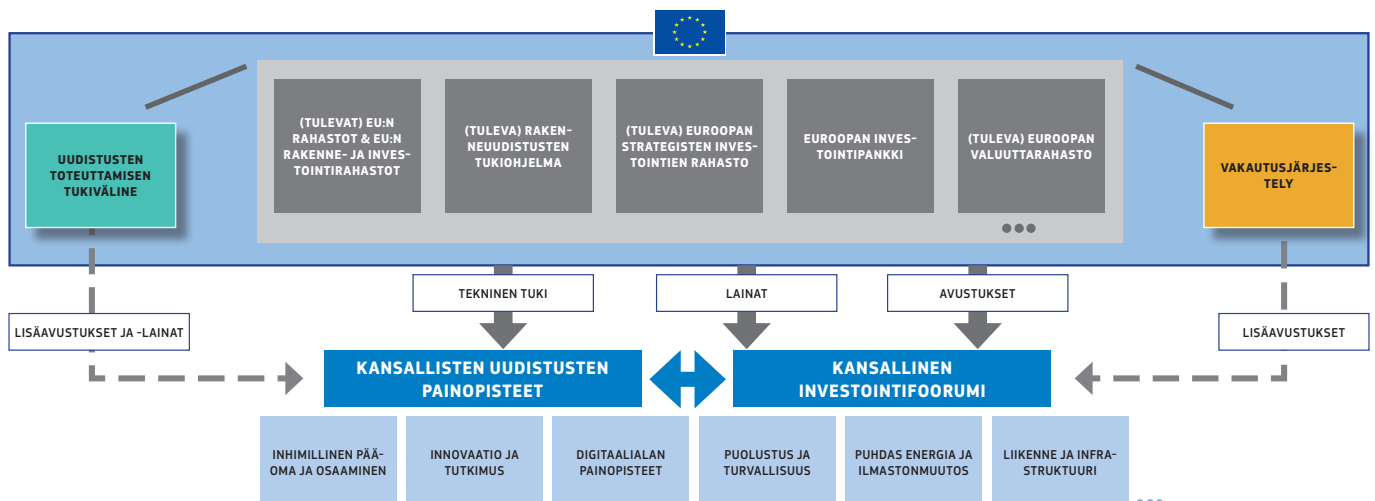 UUDISTUSTEN
TOTEUTTAMISEN
TUKIVÄLINE
(TULEVAT) EU:N
RAHASTOT & EU:N
RAKENNE- JA INVES-
TOINTIRAHASTOT
(TULEVA) RAKEN-
NEUUDISTUSTEN
TUKIOHJELMA
(TULEVA) EUROOPAN
STRATEGISTEN INVES-
TOINTIEN RAHASTO
EUROOPAN INVES-
TOINTIPANKKI
(TULEVA) EUROOPAN
VALUUTTARAHASTO
VAKAUTUSJÄRJES-
TELY
TEKNINEN TUKI
LAINAT
AVUSTUKSET
LISÄAVUSTUKSET JA -LAINAT
LISÄAVUSTUKSET
KANSALLISTEN UUDISTUSTEN
PAINOPISTEET
KANSALLINEN
INVESTOINTIFOORUMI
INHIMILLINEN PÄÄ-
OMA JA OSAAMINEN
INNOVAATIO JA
TUTKIMUS
DIGITAALIALAN
PAINOPISTEET
PUOLUSTUS JA
TURVALLISUUS
PUHDAS ENERGIA JA
ILMASTONMUUTOS
LIIKENNE JA INFRA-
STRUKTUURI